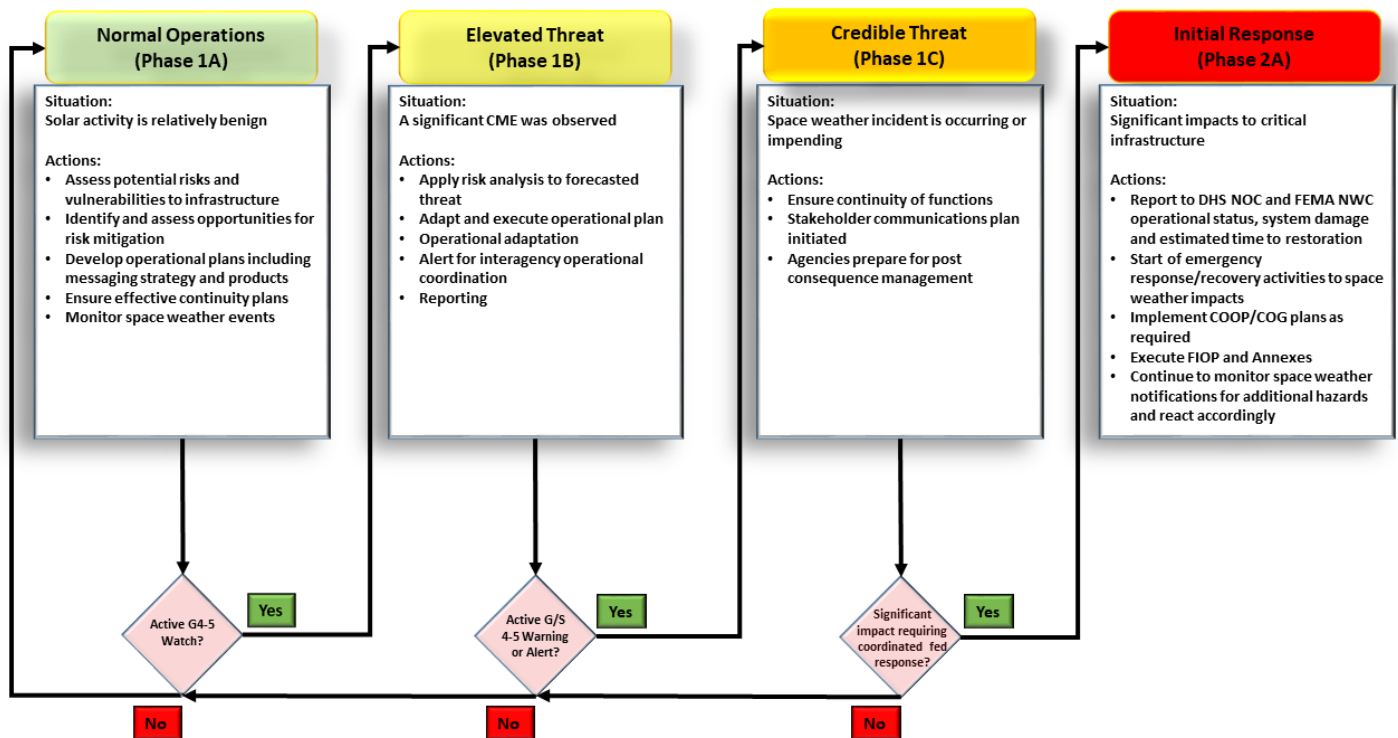 Normal Operations
(Phase 1A)
Situation:
Solar activity is relatively benign
Actions:
• Assess potential risks and
vulnerabilities to infrastructure
• Identify and assess opportunities for
risk mitigation
• Develop operational plans including
messaging strategy and products
• Ensure effective continuity plans
• Monitor space weather events
Active G4-5
Watch?
Yes
No
Elevated Threat
(Phase 1B)
Situation:
A significant CME was observed
Actions:
• Apply risk analysis to forecasted
threat
• Adapt and execute operational plan
• Operational adaptation
• Alert for interagency operational
coordination
• Reporting
Active G/S
4-5 Warning
or Alert?
Yes
No
Credible Threat
(Phase 1C)
Situation:
Space weather incident is occurring or
impending
Actions:
• Ensure continuity of functions
• Stakeholder communications plan
initiated
• Agencies prepare for post
consequence management
Significant
impact requiring
coordinated fed
response?
Yes
No
Initial Response
(Phase 2A)
Situation:
Significant impacts to critical
infrastructure
Actions:
• Report to DHS NOC and FEMA NWC
operational status, system damage
and estimated time to restoration
• Start of emergency
response/recovery activities to space
weather impacts
• Implement COOP/COG plans as
required
• Execute FIOP and Annexes
• Continue to monitor space weather
notifications for additional hazards
and react accordingly